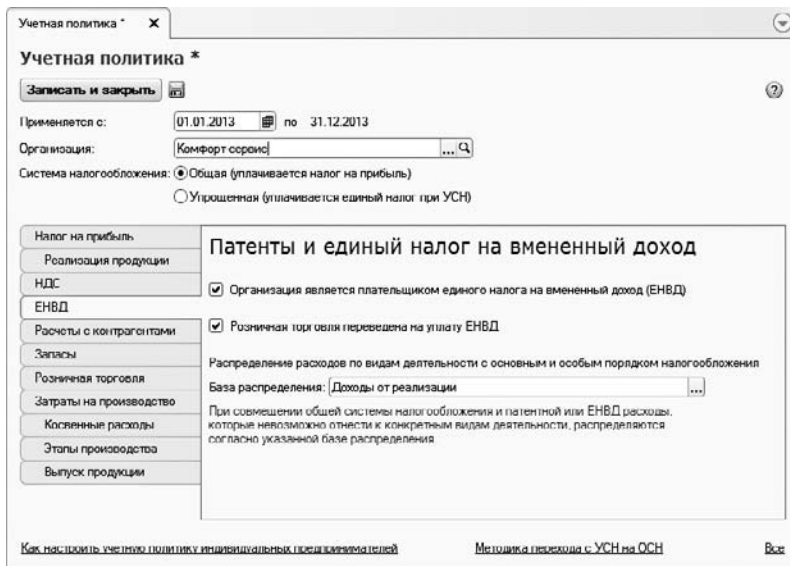 Учетная политика *
Учетная политика *
Записать и закрыть
Применяется с: 01.01.2013 по 31.12.2013
Организация: Комфорт сервис ...
Система налогообложения: Общая (уплачивается налог на прибыль)
Упрощенная (уплачивается единый налог при УСН)
Налог на прибыль
Реализация продукции
НДС
ЕНВД
Расчеты с контрагентами
Запасы
Розничная торговля
Затраты на производство
Косвенные расходы
Этапы производства
Выпуск продукции
Патенты и единый налог на вмененный доход
Организация является плательщиком единого налога на вмененный доход (ЕНВД)
Розничная торговля переведена на уплату ЕНВД
Распределение расходов по видам деятельности с основным и особым порядком налогообложения
База распределения: Доходы от реализации ...
При совмещении общей системы налогообложения и патентной или ЕНВД расходы,
которые невозможно отнести к конкретным видам деятельности, распределяются
согласно указанной базе распределения
Как настроить учетную политику индивидуальных предпринимателей
Методика перехода с УСН на ОСН
Все